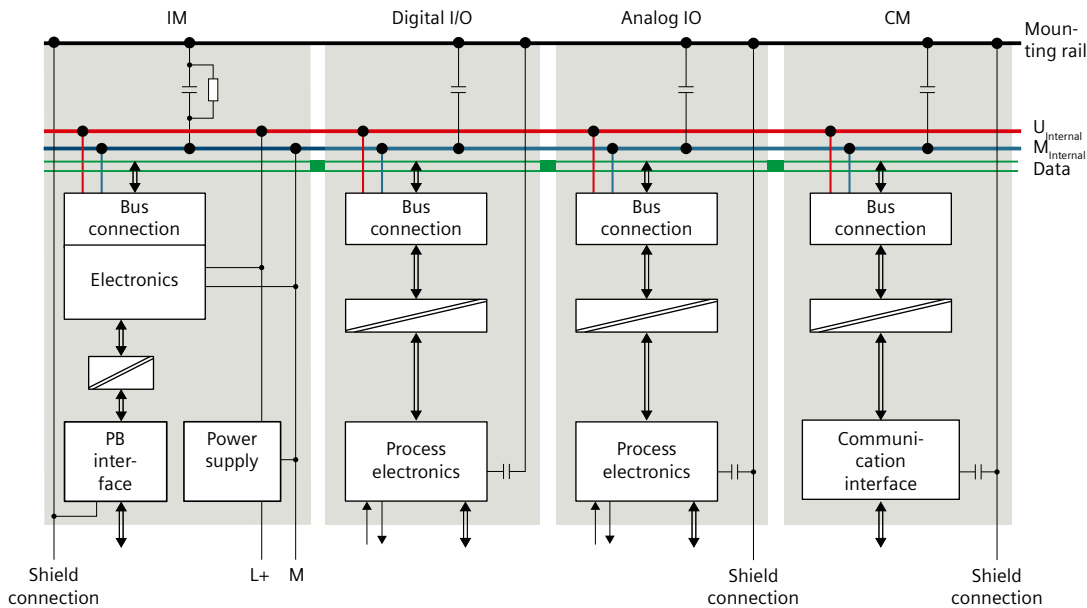 IM
Digital I/O
Analog IO
CM
Moun-
ting rail
U Internal
M Internal
Data
Bus
connection
Electronics
PB
inter-
face
Power
supply
Bus
connection
Process
electronics
Bus
connection
Process
electronics
Bus
connection
Communi-
cation
interface
Shield
connection
L+
M
Shield
connection
Shield
connection